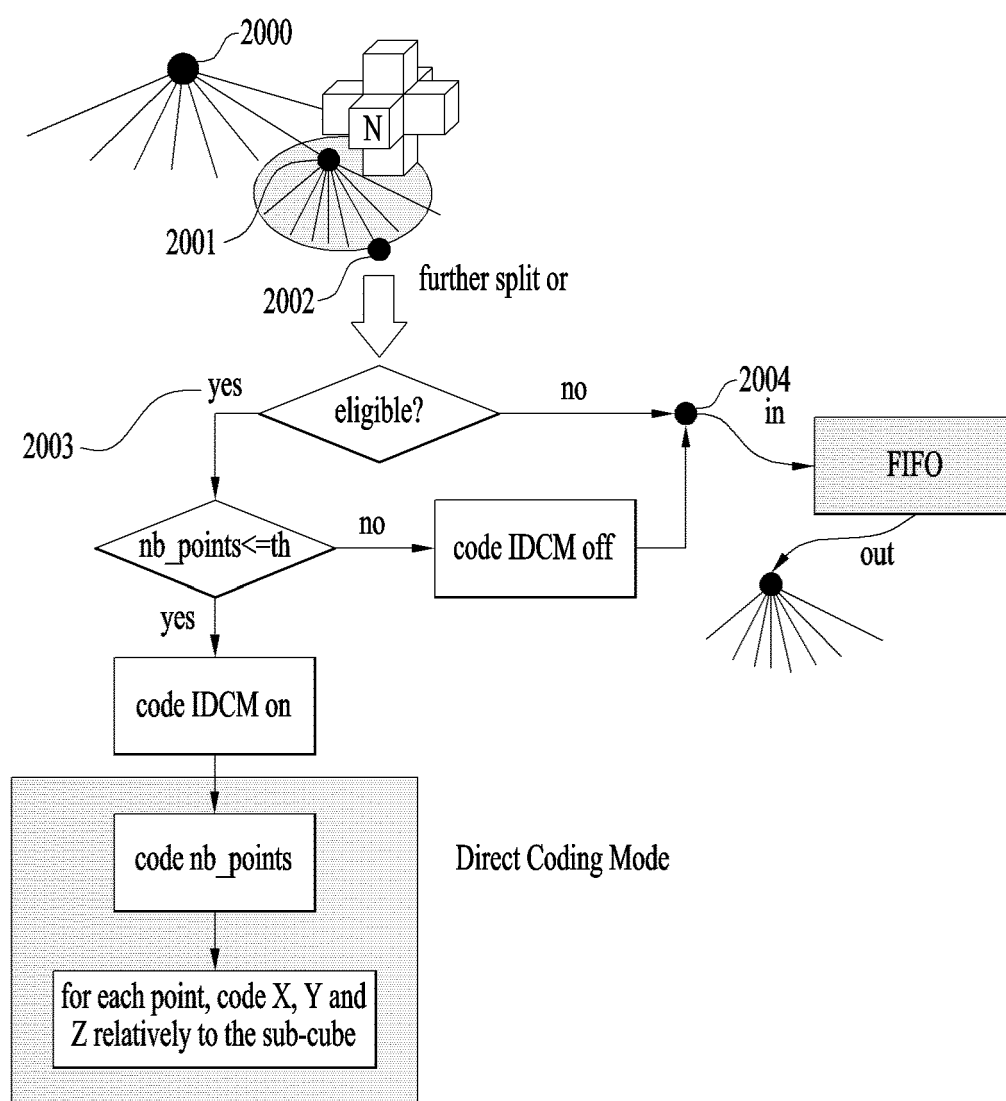 2000
N
2001
2002
further split or
yes
2003
eligible?
no
2004
in
FIFO
out
nb_points<=th
no
code IDCM off
yes
code IDCM on
code nb_points
Direct Coding Mode
for each point, code X, Y and
Z relatively to the sub-cube